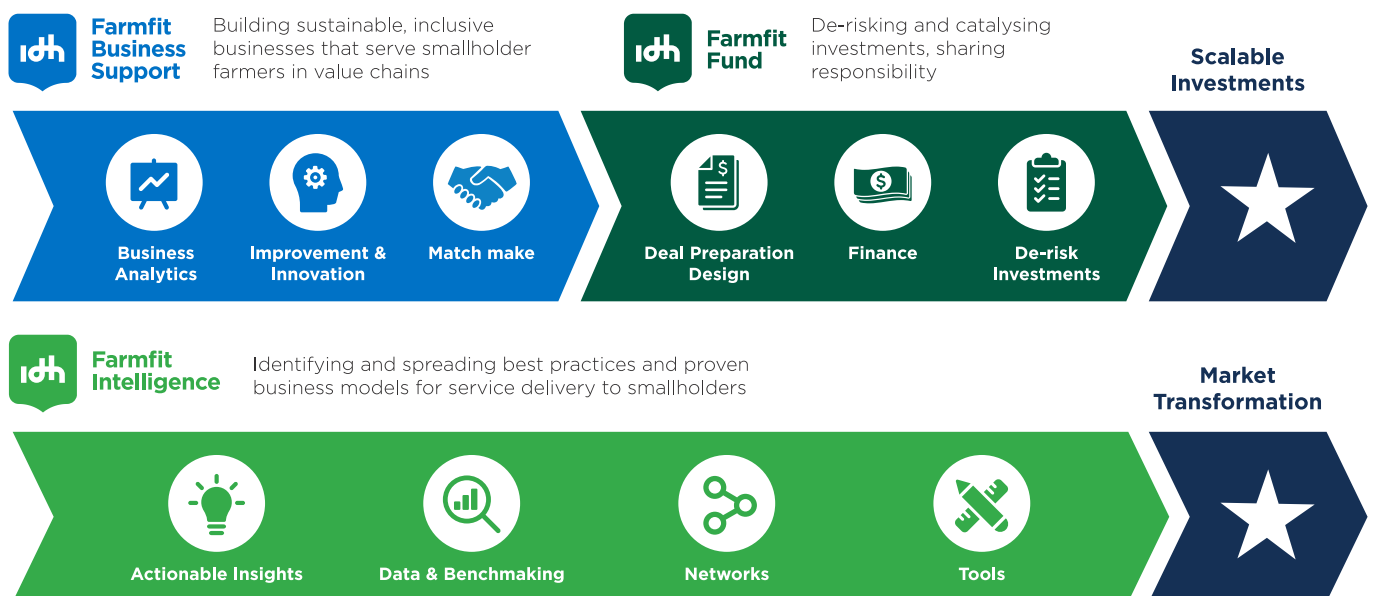 idh
Farmfit
Business
Support
Building sustainable, inclusive
businesses that serve smallholder
farmers in value chains
idh
Farmfit
Fund
De-risking and catalysing
investments, sharing
responsibility
Scalable
Investments
Business
Analytics
Improvement &
Innovation
Match make
$
Deal Preparation
Design
$
Finance
De-risk
Investments
idh
Farmfit
Intelligence
Identifying and spreading best practices and proven
business models for service delivery to smallholders
Market
Transformation
Actionable Insights
Data & Benchmaking
Networks
Tools